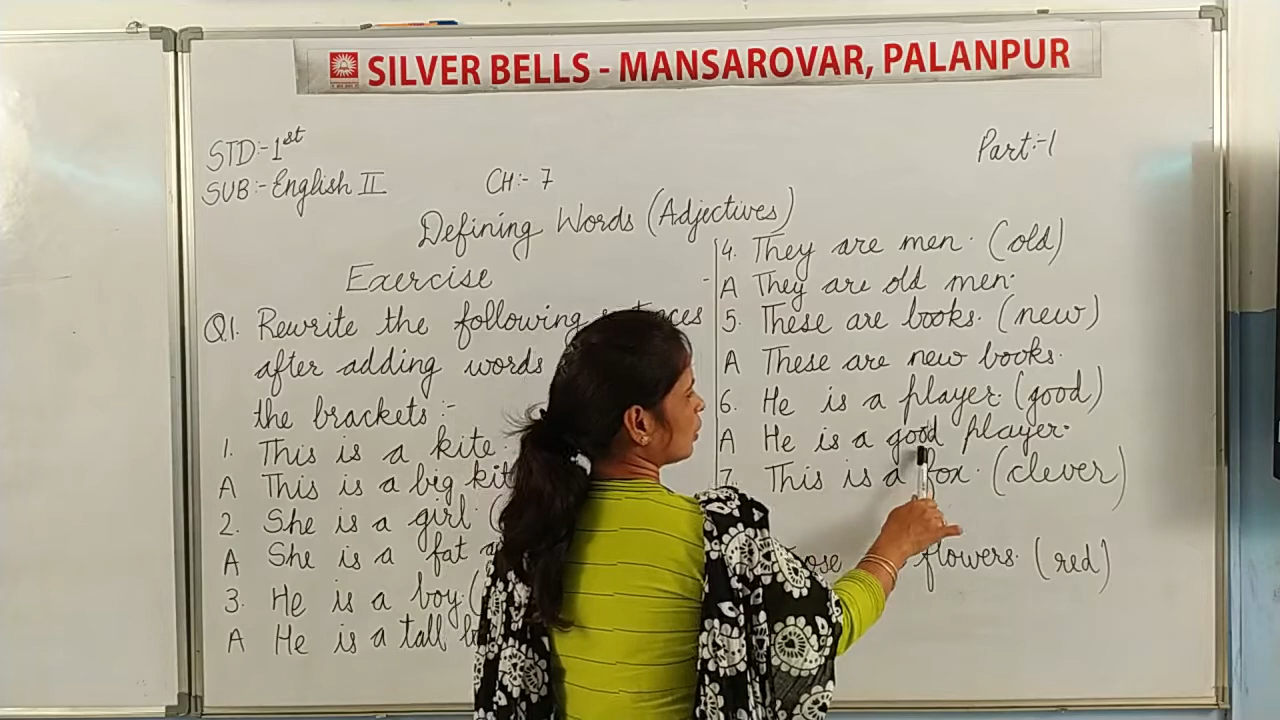 SILVER BELLS - MANSAROVAR, PALANPUR
STD:- 1st
Part:-1
SUB:- English II
CH:- 7
Defining Words (Adjectives)
Exercise
Q1. Rewrite the following
after adding words
the brackets:-
1. This is a kite.
A This is a big
2. She is a girl. (
A She is a fat
3. He is a boy. (
A He is a tall
4. They are men. (old)
A They are old men.
5. These are books. (new)
A These are new books.
6. He is a player. (good)
A He is a good player.
7. This is a fox. (clever)
flowers. (red)